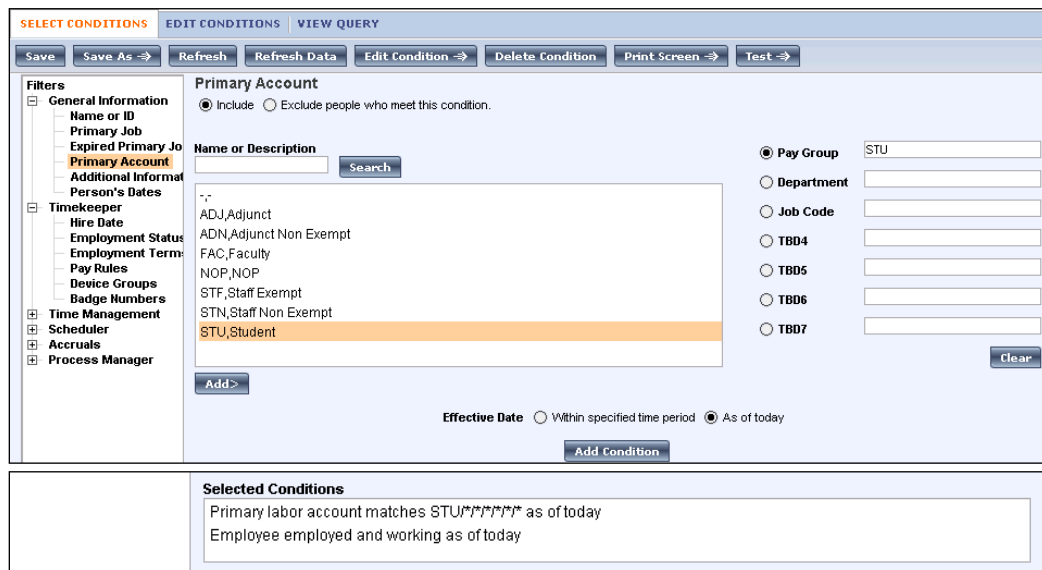 SELECT CONDITIONS EDIT CONDITIONS VIEW QUERY
Save Save As ⇒ Refresh Refresh Data Edit Condition ⇒ Delete Condition Print Screen ⇒ Test ⇒
Filters
General Information
Name or ID
Primary Job
Expired Primary Jo
Primary Account
Additional Informat
Person's Dates
Timekeeper
Hire Date
Employment Status
Employment Terms
Pay Rules
Device Groups
Badge Numbers
Time Management
Scheduler
Accruals
Process Manager
Primary Account
Include Exclude people who meet this condition.
Name or Description
Search
-,-
ADJ,Adjunct
ADN,Adjunct Non Exempt
FAC,Faculty
NOP,NOP
STF,Staff Exempt
STN,Staff Non Exempt
STU,Student
Add>
Pay Group STU
Department
Job Code
TBD4
TBD5
TBD6
TBD7
Clear
Effective Date Within specified time period As of today
Add Condition
Selected Conditions
Primary labor account matches STU/*/*/*/*/*/* as of today
Employee employed and working as of today